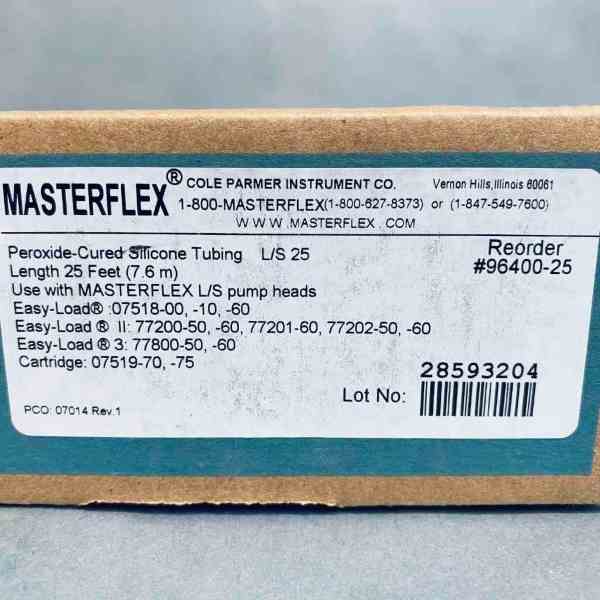 MASTERFLEX® COLE PARMER INSTRUMENT CO. Vernon Hills,Illinois 60061
1-800-MASTERFLEX(1-800-627-8373) or (1-847-549-7600)
WWW.MASTERFLEX.COM
Peroxide-Cured Silicone Tubing L/S 25
Reorder
Length 25 Feet (7.6 m)
#96400-25
Use with MASTERFLEX L/S pump heads
Easy-Load® :07518-00, -10, -60
Easy-Load ® II: 77200-50, -60, 77201-60, 77202-50, -60
Easy-Load ® 3: 77800-50, -60
Cartridge: 07519-70, -75
28593204
Lot No:
PCO: 07014 Rev.1